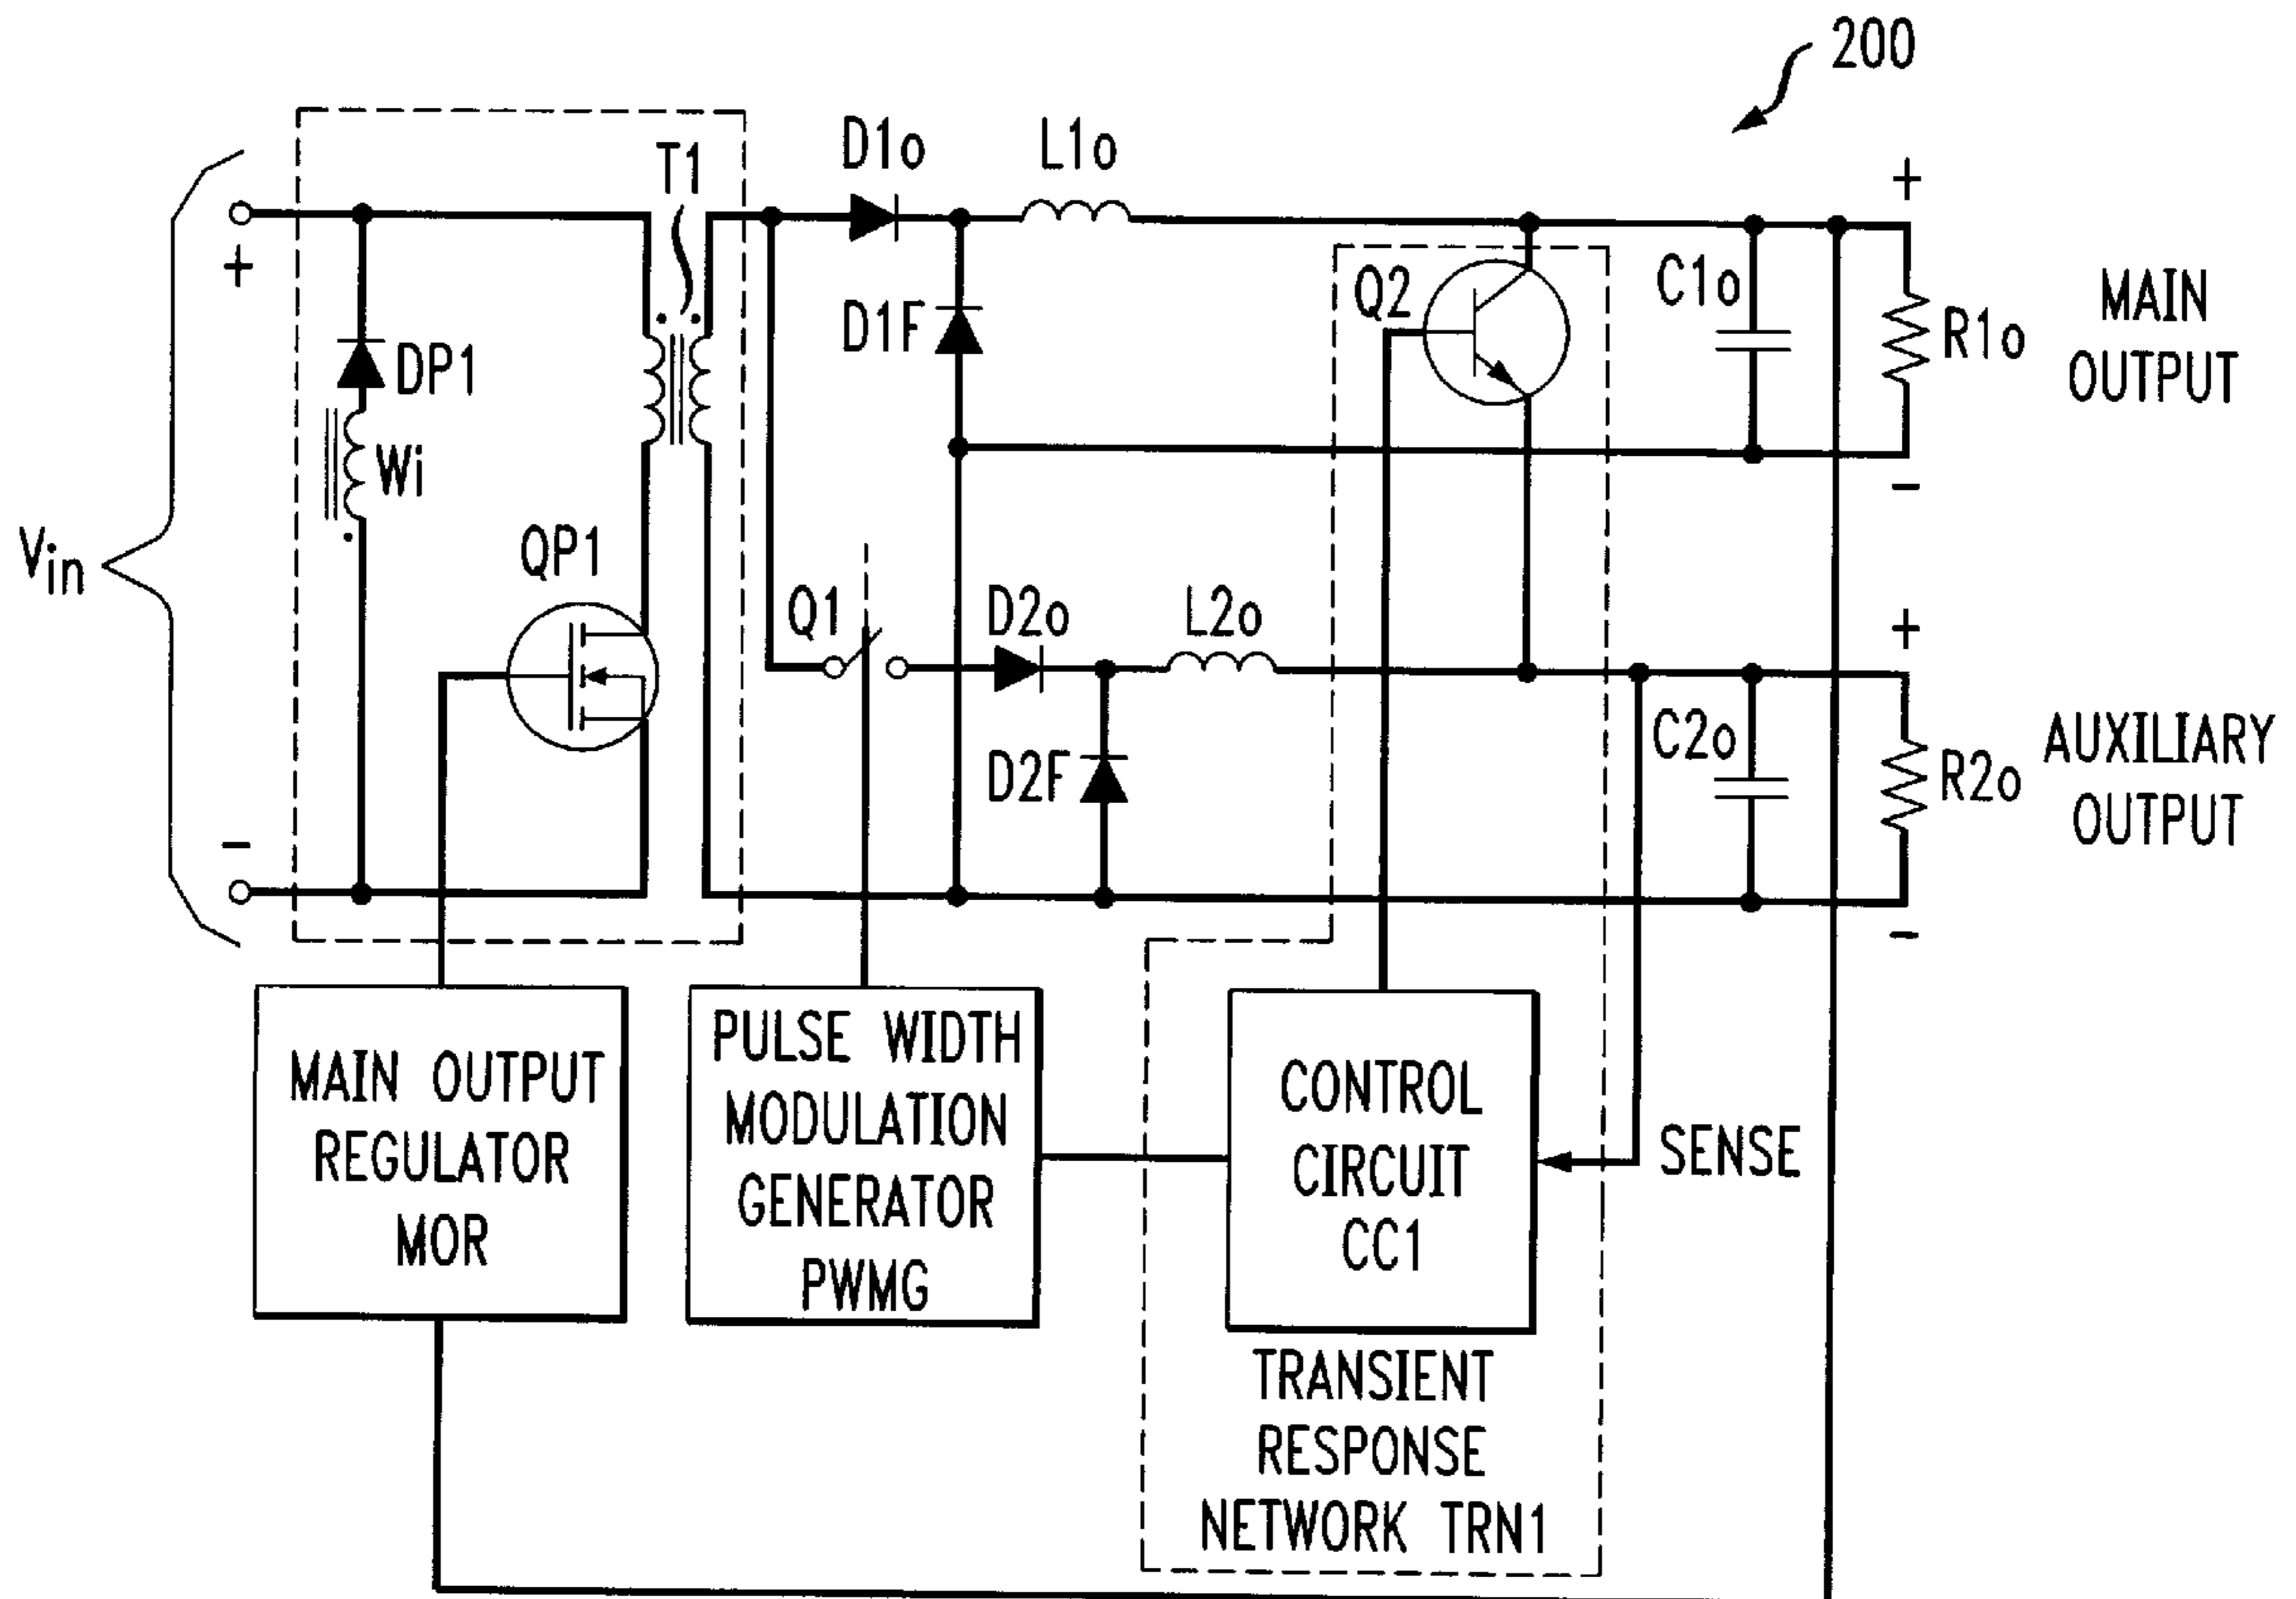 200
T1
D1o
L1o
+
+
Q2
C1o
D1F
R1o
MAIN
OUTPUT
DP1
Wi
-
QP1
Vin
Q1
D2o
L2o
+
C2o
D2F
R2o
AUXILIARY
OUTPUT
-
-
MAIN OUTPUT
REGULATOR
MOR
PULSE WIDTH
MODULATION
GENERATOR
PWMG
CONTROL
CIRCUIT
CC1
SENSE
TRANSIENT
RESPONSE
NETWORK TRN1